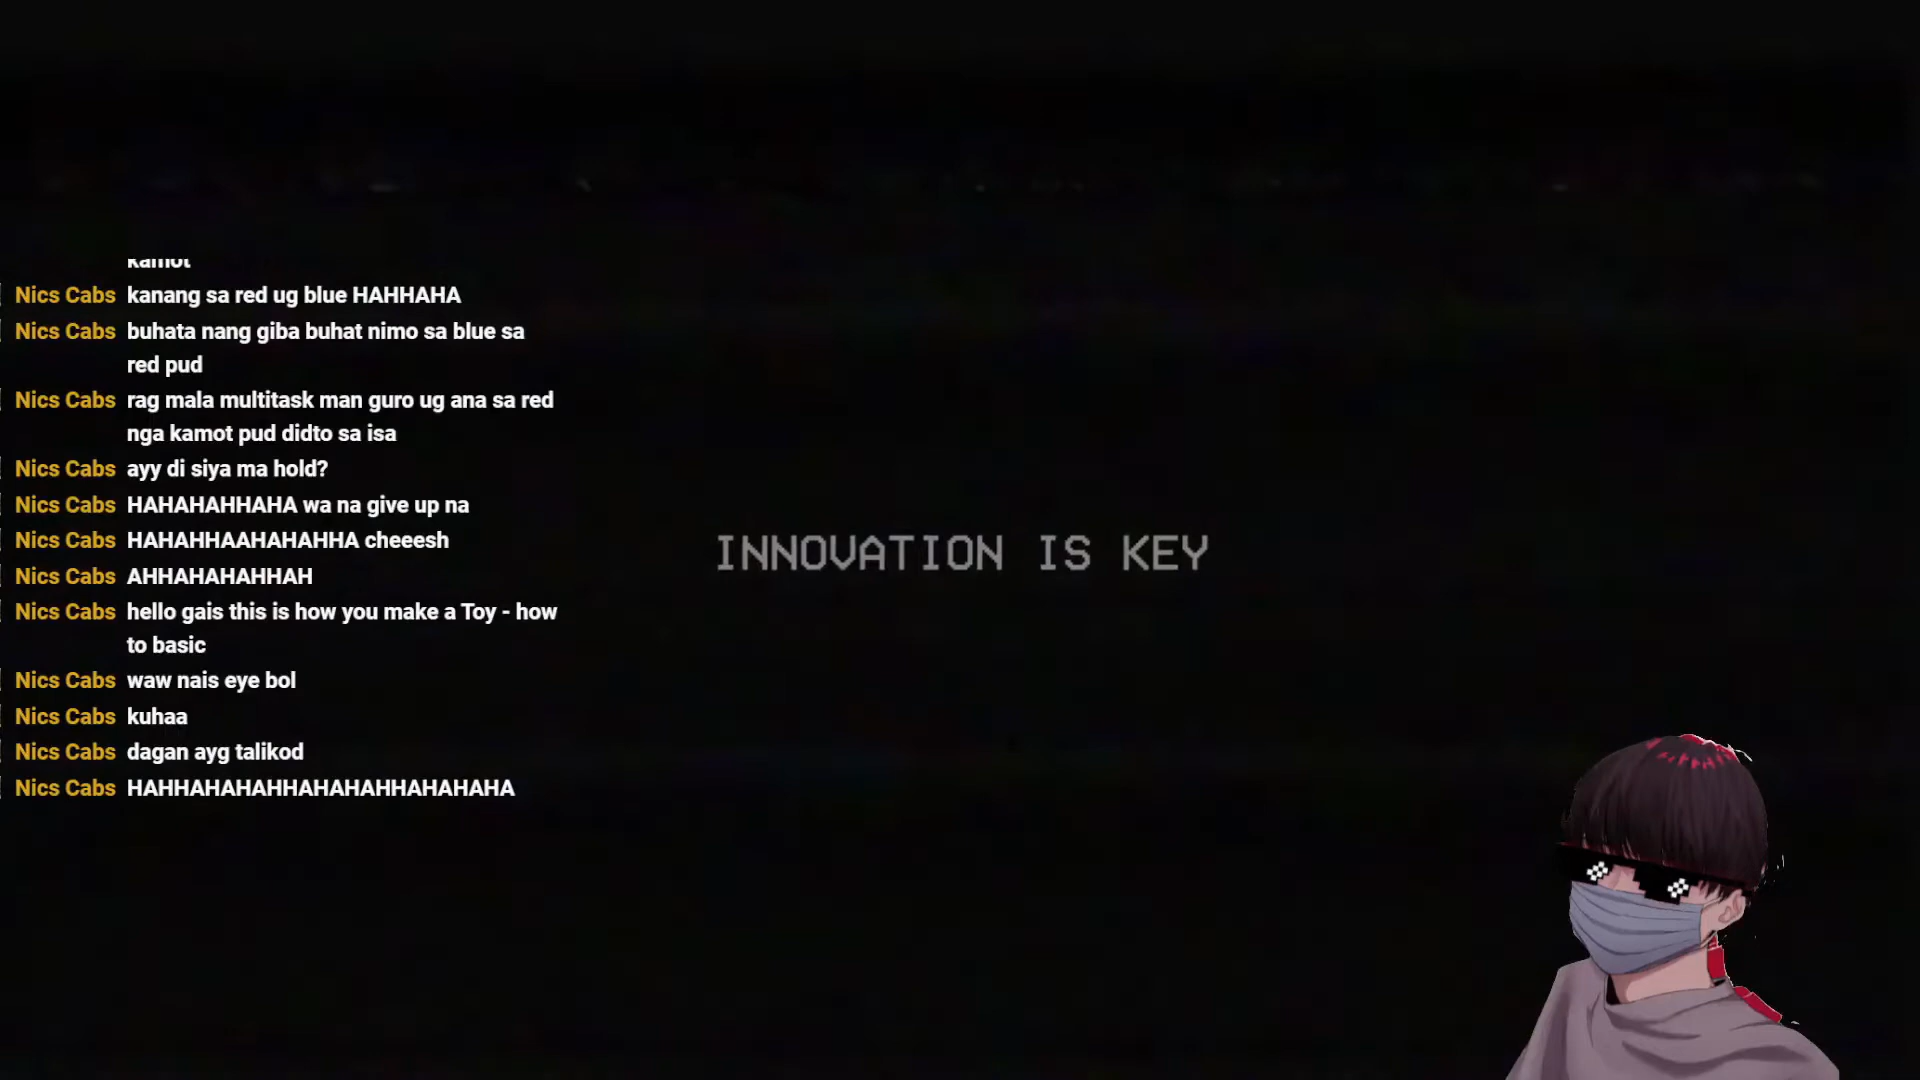 kamot
Nics Cabs kanang sa red ug blue HAHHAHA
Nics Cabs buhata nang giba buhat nimo sa blue sa
red pud
Nics Cabs rag mala multitask man guro ug ana sa red
nga kamot pud didto sa isa
Nics Cabs ayy di siya ma hold?
Nics Cabs HAHAHAHHAHA wa na give up na
Nics Cabs HAHAHHAAHAHAHHA cheeesh
Nics Cabs AHHAHAHAHHAH
Nics Cabs hello gais this is how you make a Toy - how
to basic
Nics Cabs waw nais eye bol
Nics Cabs kuhaa
Nics Cabs dagan ayg talikod
Nics Cabs HAHHAHAHAHHAHAHAHHAHAHAHA
INNOVATION IS KEY